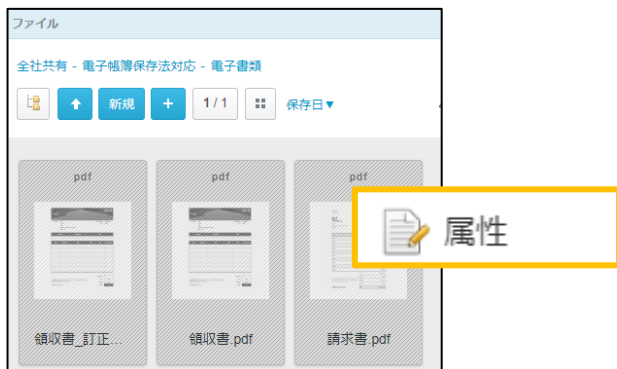 ファイル
全社共有 - 電子帳簿保存法対応 - 電子書類
新規 + 1/1 保存日▼
pdf pdf pdf
属性
領収書_訂正... 領収書.pdf 請求書.pdf